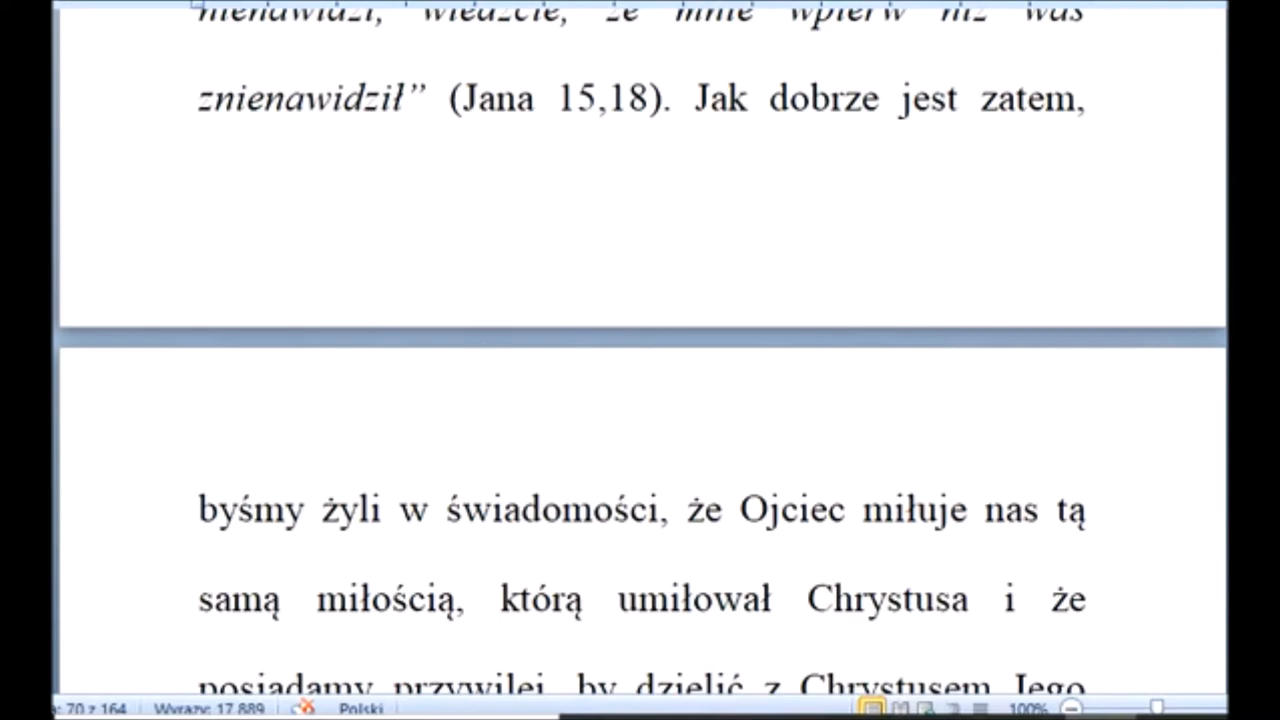 nienawidzi, wiedzcie, że mnie wpierw niż was
znienawidził” (Jana 15,18). Jak dobrze jest zatem,
byśmy żyli w świadomości, że Ojciec miłuje nas tą
samą miłością, którą umiłował Chrystusa i że
posiadamy przywilej, by dzielić z Chrystusem Jego
: 70 z 164 Wyrazy: 17 889 Polski 100%